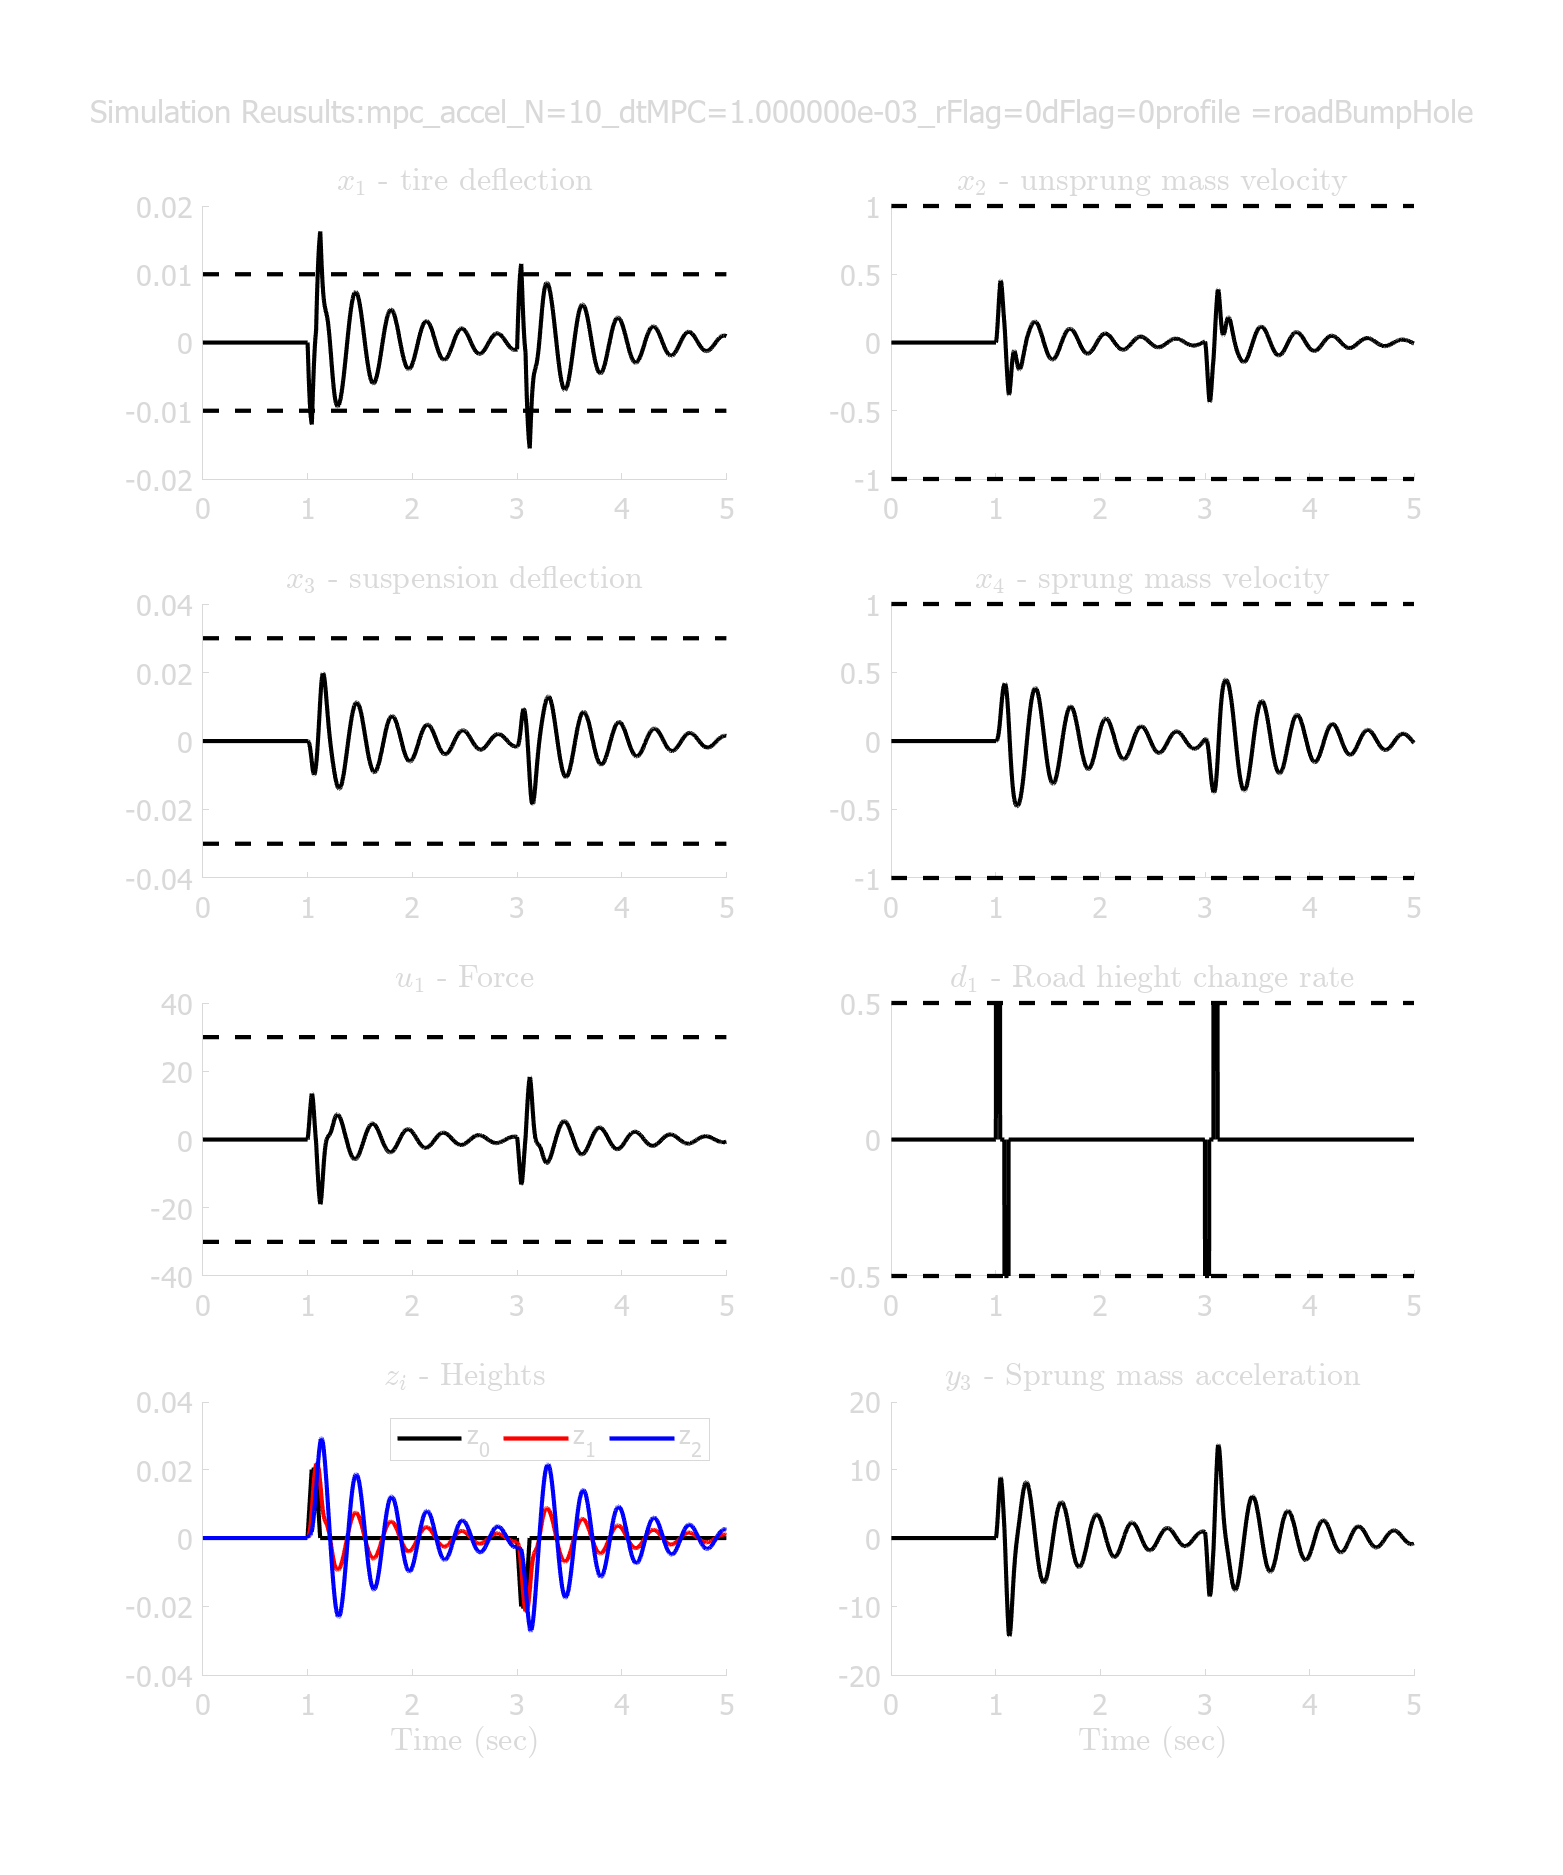 Simulation Reusults:mpc_accel_N=10_dtMPC=1.000000e-03_rFlag=0dFlag=0profile =roadBumpHole
x₁ - tire deflection
0.02
0.01
0
-0.01
-0.02
0 1 2 3 4 5
x₂ - unsprung mass velocity
1
0.5
0
-0.5
-1
0 1 2 3 4 5
x₃ - suspension deflection
0.04
0.02
0
-0.02
-0.04
0 1 2 3 4 5
x₄ - sprung mass velocity
1
0.5
0
-0.5
-1
0 1 2 3 4 5
u₁ - Force
40
20
0
-20
-40
0 1 2 3 4 5
d₁ - Road hieght change rate
0.5
0
-0.5
0 1 2 3 4 5
zᵢ - Heights
0.04
0.02
0
-0.02
-0.04
z₀ z₁ z₂
0 1 2 3 4 5
Time (sec)
y₃ - Sprung mass acceleration
20
10
0
-10
-20
0 1 2 3 4 5
Time (sec)